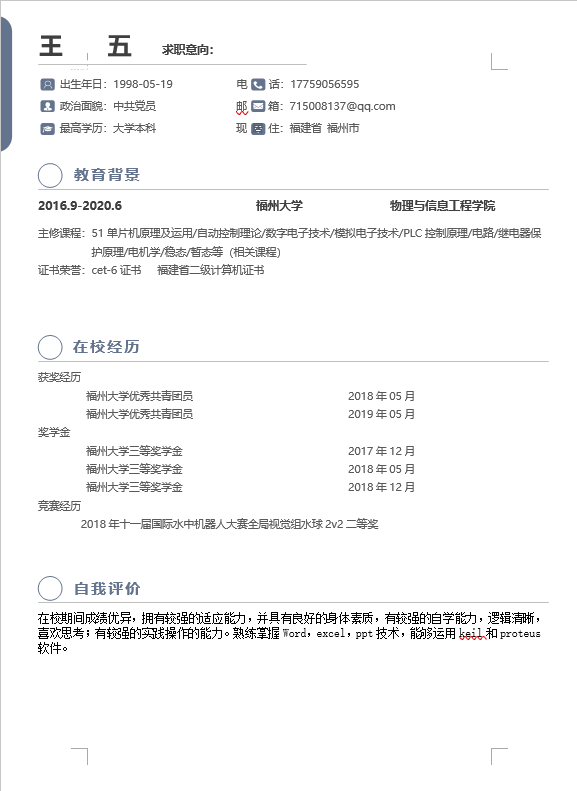 王 五 求职意向：
出生年日：1998-05-19 电 话：17759056595
政治面貌：中共党员 邮 箱：715008137@qq.com
最高学历：大学本科 现 住：福建省 福州市
教育背景
2016.9-2020.6 福州大学 物理与信息工程学院
主修课程：51 单片机原理及运用/自动控制理论/数字电子技术/模拟电子技术/PLC 控制原理/电路/继电器保
护原理/电机学/稳态/暂态等（相关课程）
证书荣誉：cet-6 证书 福建省二级计算机证书
在校经历
获奖经历
福州大学优秀共青团员 2018 年 05 月
福州大学优秀共青团员 2019 年 05 月
奖学金
福州大学三等奖学金 2017 年 12 月
福州大学三等奖学金 2018 年 05 月
福州大学三等奖学金 2018 年 12 月
竞赛经历
2018 年十一届国际水中机器人大赛全局视觉组水球 2v2 二等奖
自我评价
在校期间成绩优异，拥有较强的适应能力，并具有良好的身体素质，有较强的自学能力，逻辑清晰，
喜欢思考；有较强的实践操作的能力。熟练掌握 Word，excel，ppt 技术，能够运用 keil 和 proteus
软件。